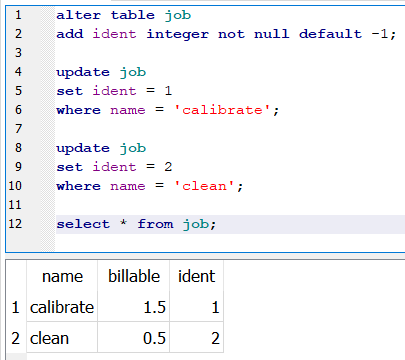 1 alter table job
2 add ident integer not null default -1;
3
4 update job
5 set ident = 1
6 where name = 'calibrate';
7
8 update job
9 set ident = 2
10 where name = 'clean';
11
12 select * from job;
name billable ident
1 calibrate 1.5 1
2 clean 0.5 2